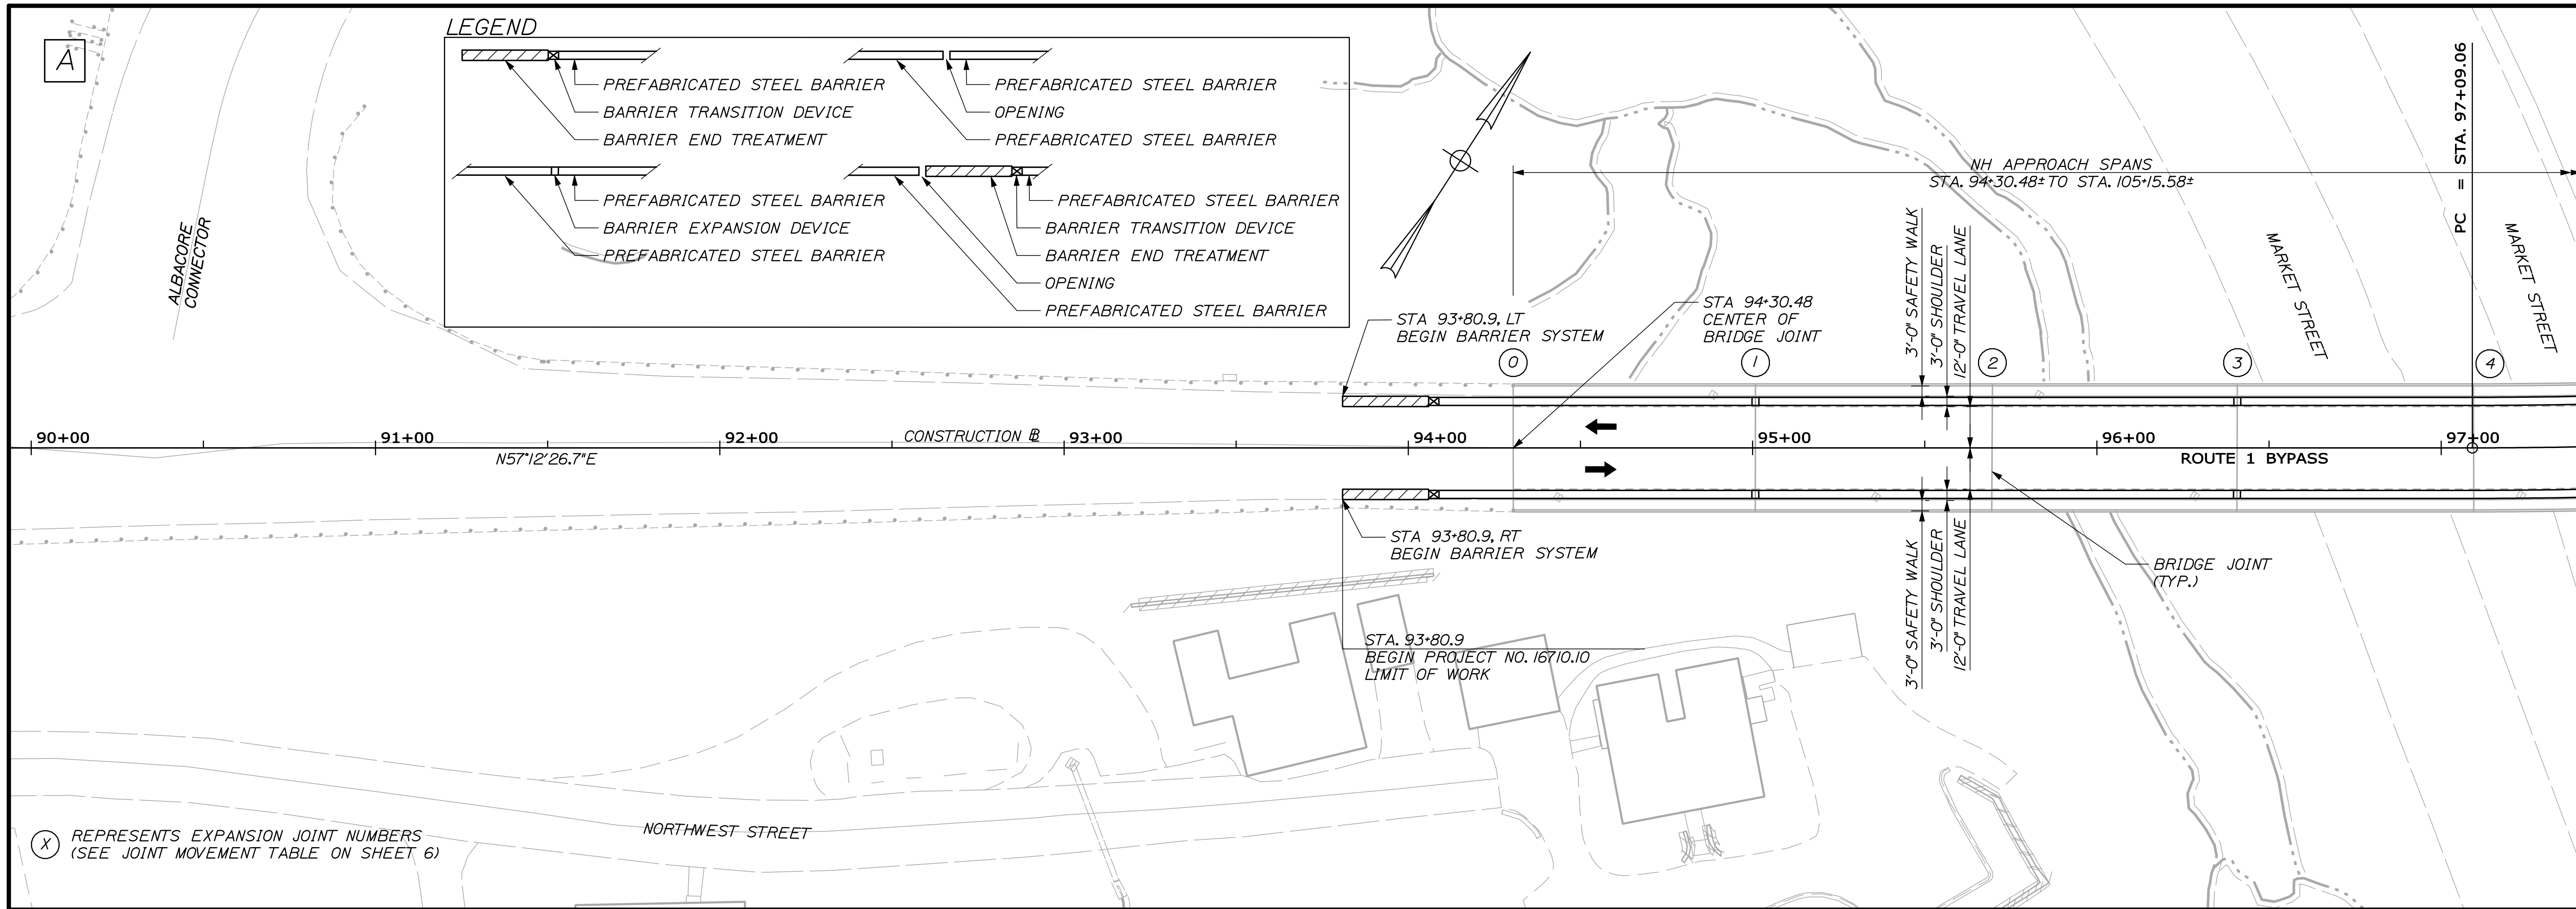 A
LEGEND
PREFABRICATED STEEL BARRIER
BARRIER TRANSITION DEVICE
BARRIER END TREATMENT
PREFABRICATED STEEL BARRIER
OPENING
PREFABRICATED STEEL BARRIER
PREFABRICATED STEEL BARRIER
BARRIER EXPANSION DEVICE
PREFABRICATED STEEL BARRIER
PREFABRICATED STEEL BARRIER
BARRIER TRANSITION DEVICE
BARRIER END TREATMENT
OPENING
PREFABRICATED STEEL BARRIER
ALBACORE
CONNECTOR
NH APPROACH SPANS
STA. 94+30.48± TO STA. 105+15.58±
PC = STA. 97+09.06
MARKET STREET
MARKET STREET
3'-0" SAFETY WALK
3'-0" SHOULDER
12'-0" TRAVEL LANE
STA 93+80.9, LT
BEGIN BARRIER SYSTEM
STA 94+30.48
CENTER OF
BRIDGE JOINT
0
1
2
3
4
90+00
91+00
92+00
CONSTRUCTION BL
93+00
94+00
95+00
96+00
97+00
N57°12'26.7"E
ROUTE 1 BYPASS
STA 93+80.9, RT
BEGIN BARRIER SYSTEM
3'-0" SAFETY WALK
3'-0" SHOULDER
12'-0" TRAVEL LANE
BRIDGE JOINT
(TYP.)
STA. 93+80.9
BEGIN PROJECT NO. 16710.10
LIMIT OF WORK
NORTHWEST STREET
X REPRESENTS EXPANSION JOINT NUMBERS
(SEE JOINT MOVEMENT TABLE ON SHEET 6)